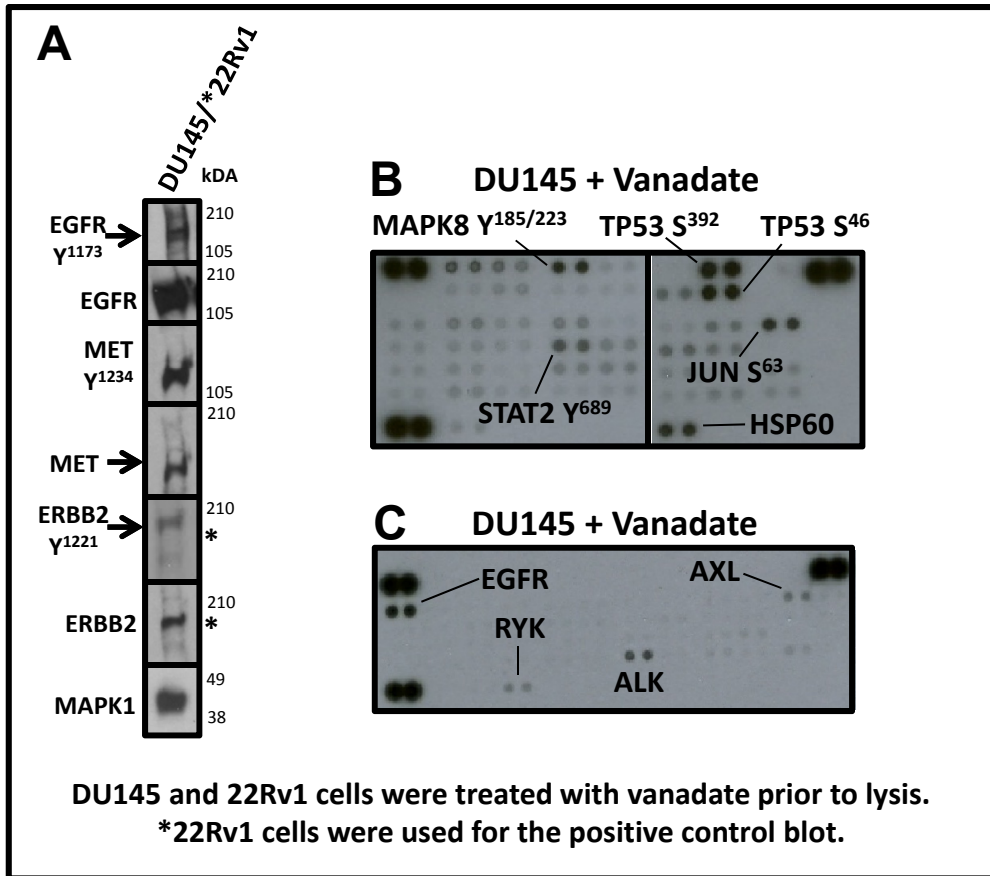 A
DU145/*22Rv1
kDA
EGFR
Y1173
210
105
EGFR
210
105
MET
Y1234
105
MET
210
ERBB2
Y1221
210
*
ERBB2
210
*
MAPK1
49
38
B
DU145 + Vanadate
MAPK8 Y185/223
TP53 S392
TP53 S46
STAT2 Y689
JUN S63
HSP60
C
DU145 + Vanadate
EGFR
AXL
RYK
ALK
DU145 and 22Rv1 cells were treated with vanadate prior to lysis.
*22Rv1 cells were used for the positive control blot.